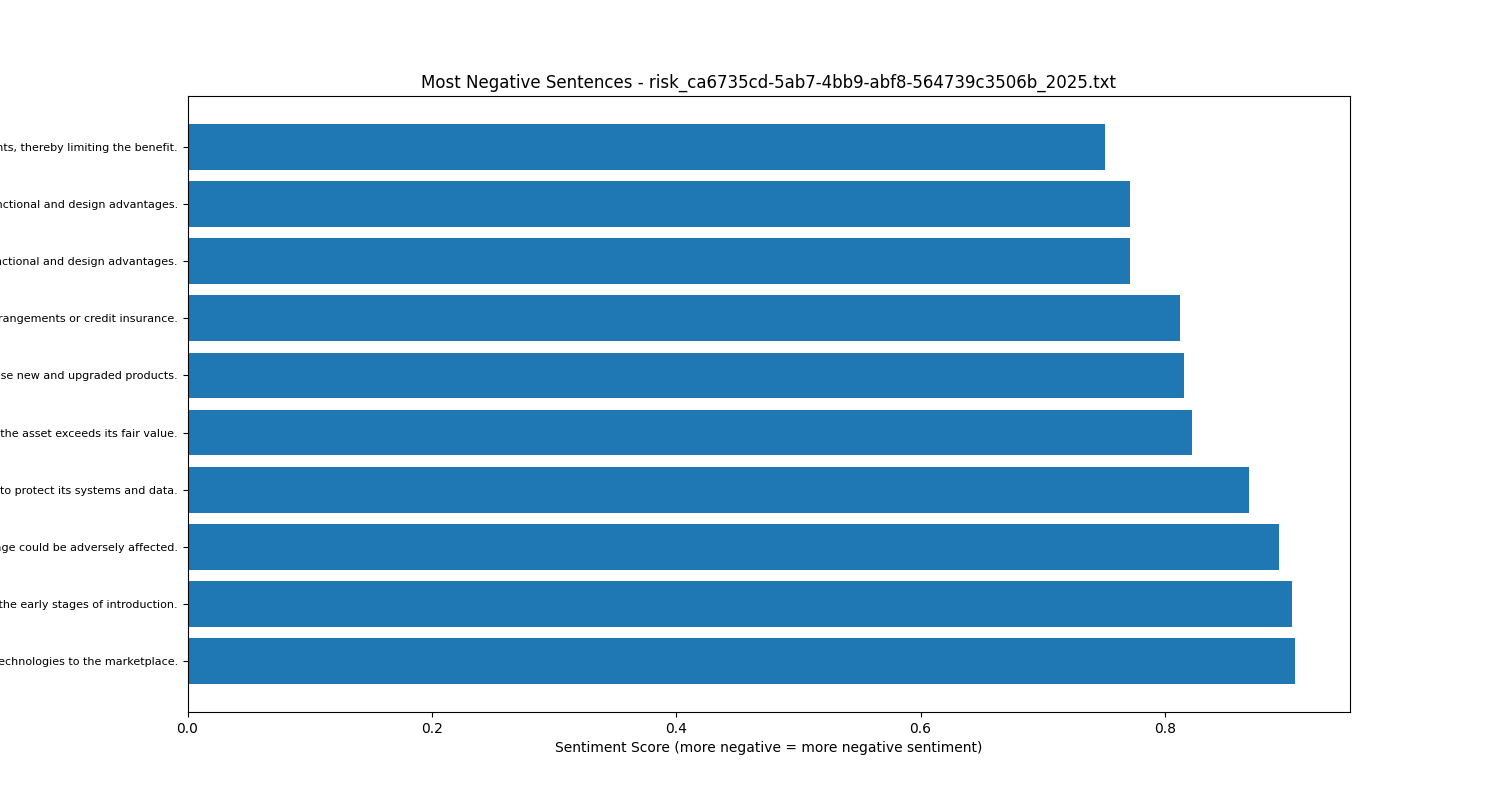 Most Negative Sentences - risk_ca6735cd-5ab7-4bb9-abf8-564739c3506b_2025.txt
nts, thereby limiting the benefit.
nctional and design advantages.
nctional and design advantages.
rangements or credit insurance.
se new and upgraded products.
the asset exceeds its fair value.
to protect its systems and data.
ge could be adversely affected.
the early stages of introduction.
echnologies to the marketplace.
0.0 0.2 0.4 0.6 0.8
Sentiment Score (more negative = more negative sentiment)